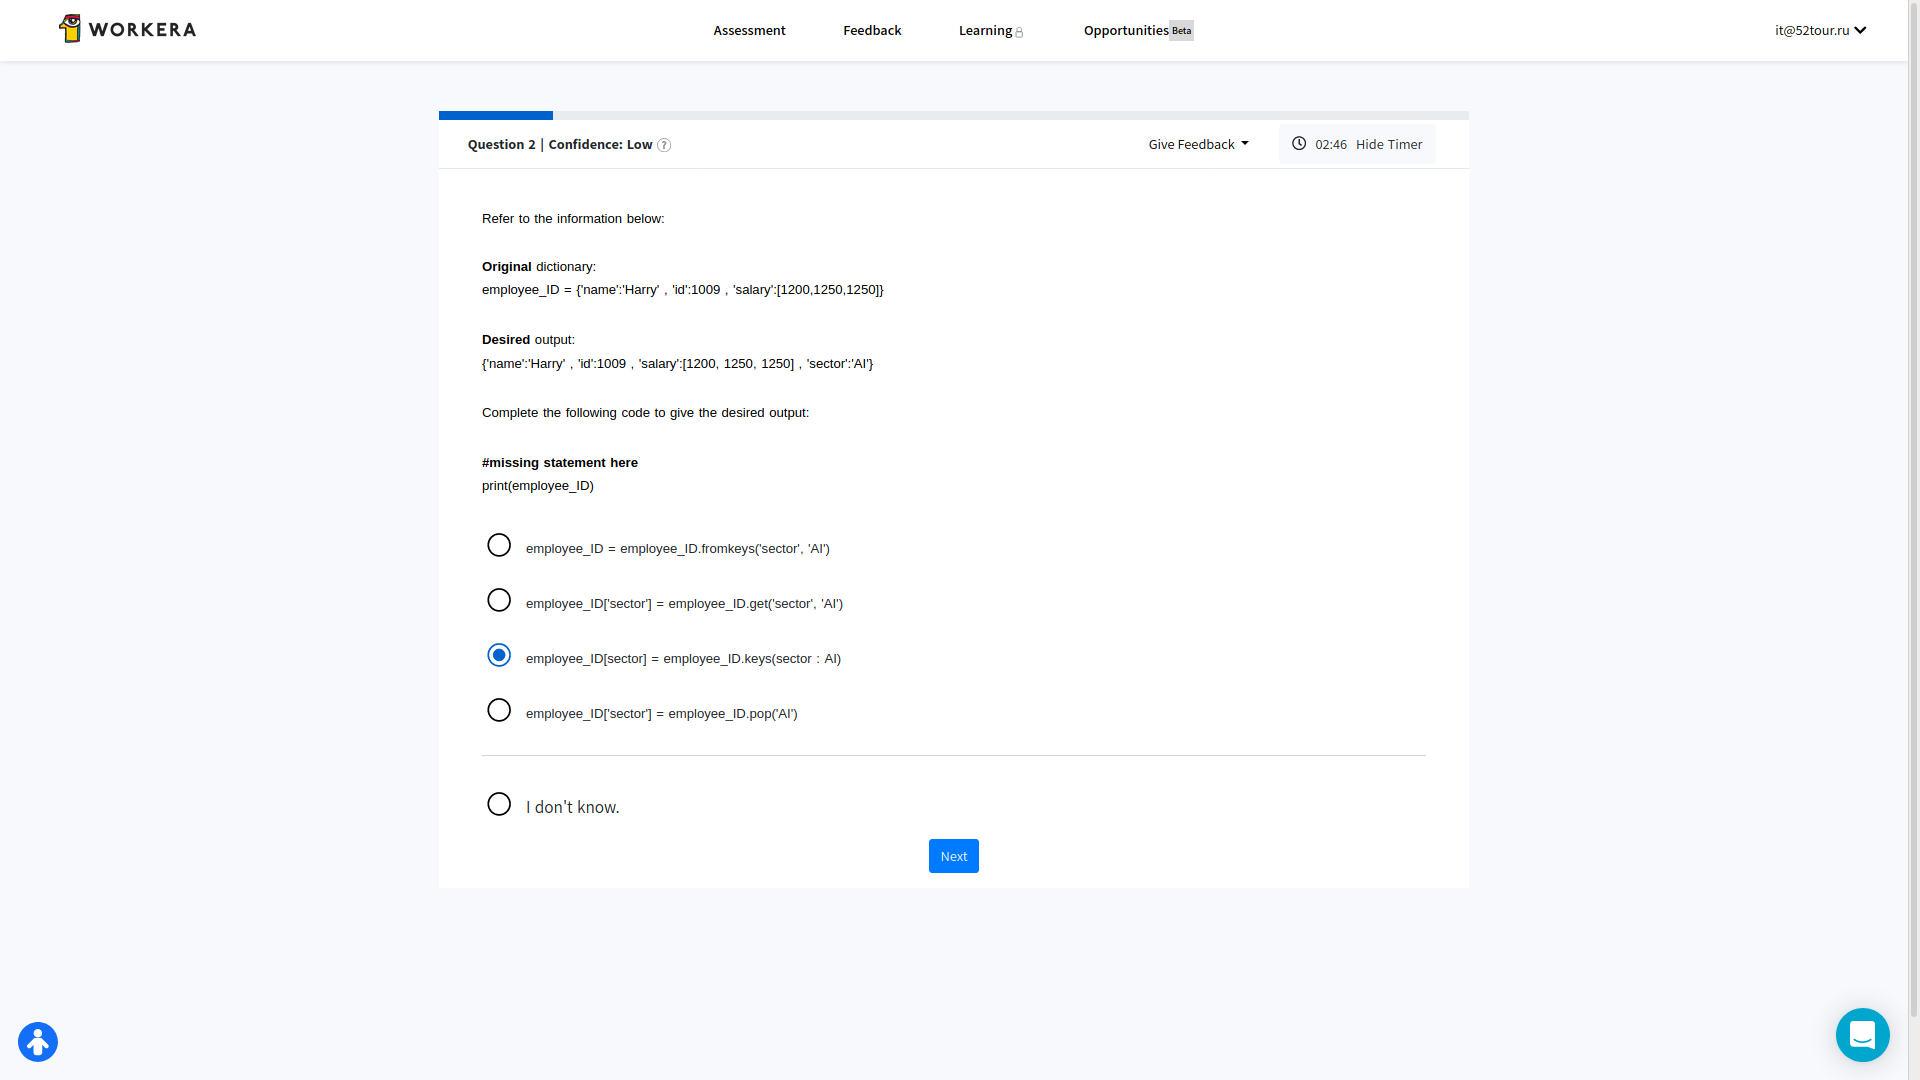 WORKERA
Assessment
Feedback
Learning
Opportunities Beta
it@52tour.ru
Question 2 | Confidence: Low ?
Give Feedback
02:46 Hide Timer
Refer to the information below:
Original dictionary:
employee_ID = {'name':'Harry' , 'id':1009 , 'salary':[1200,1250,1250]}
Desired output:
{'name':'Harry' , 'id':1009 , 'salary':[1200, 1250, 1250] , 'sector':'AI'}
Complete the following code to give the desired output:
#missing statement here
print(employee_ID)
employee_ID = employee_ID.fromkeys('sector', 'AI')
employee_ID['sector'] = employee_ID.get('sector', 'AI')
employee_ID[sector] = employee_ID.keys(sector : AI)
employee_ID['sector'] = employee_ID.pop('AI')
I don't know.
Next